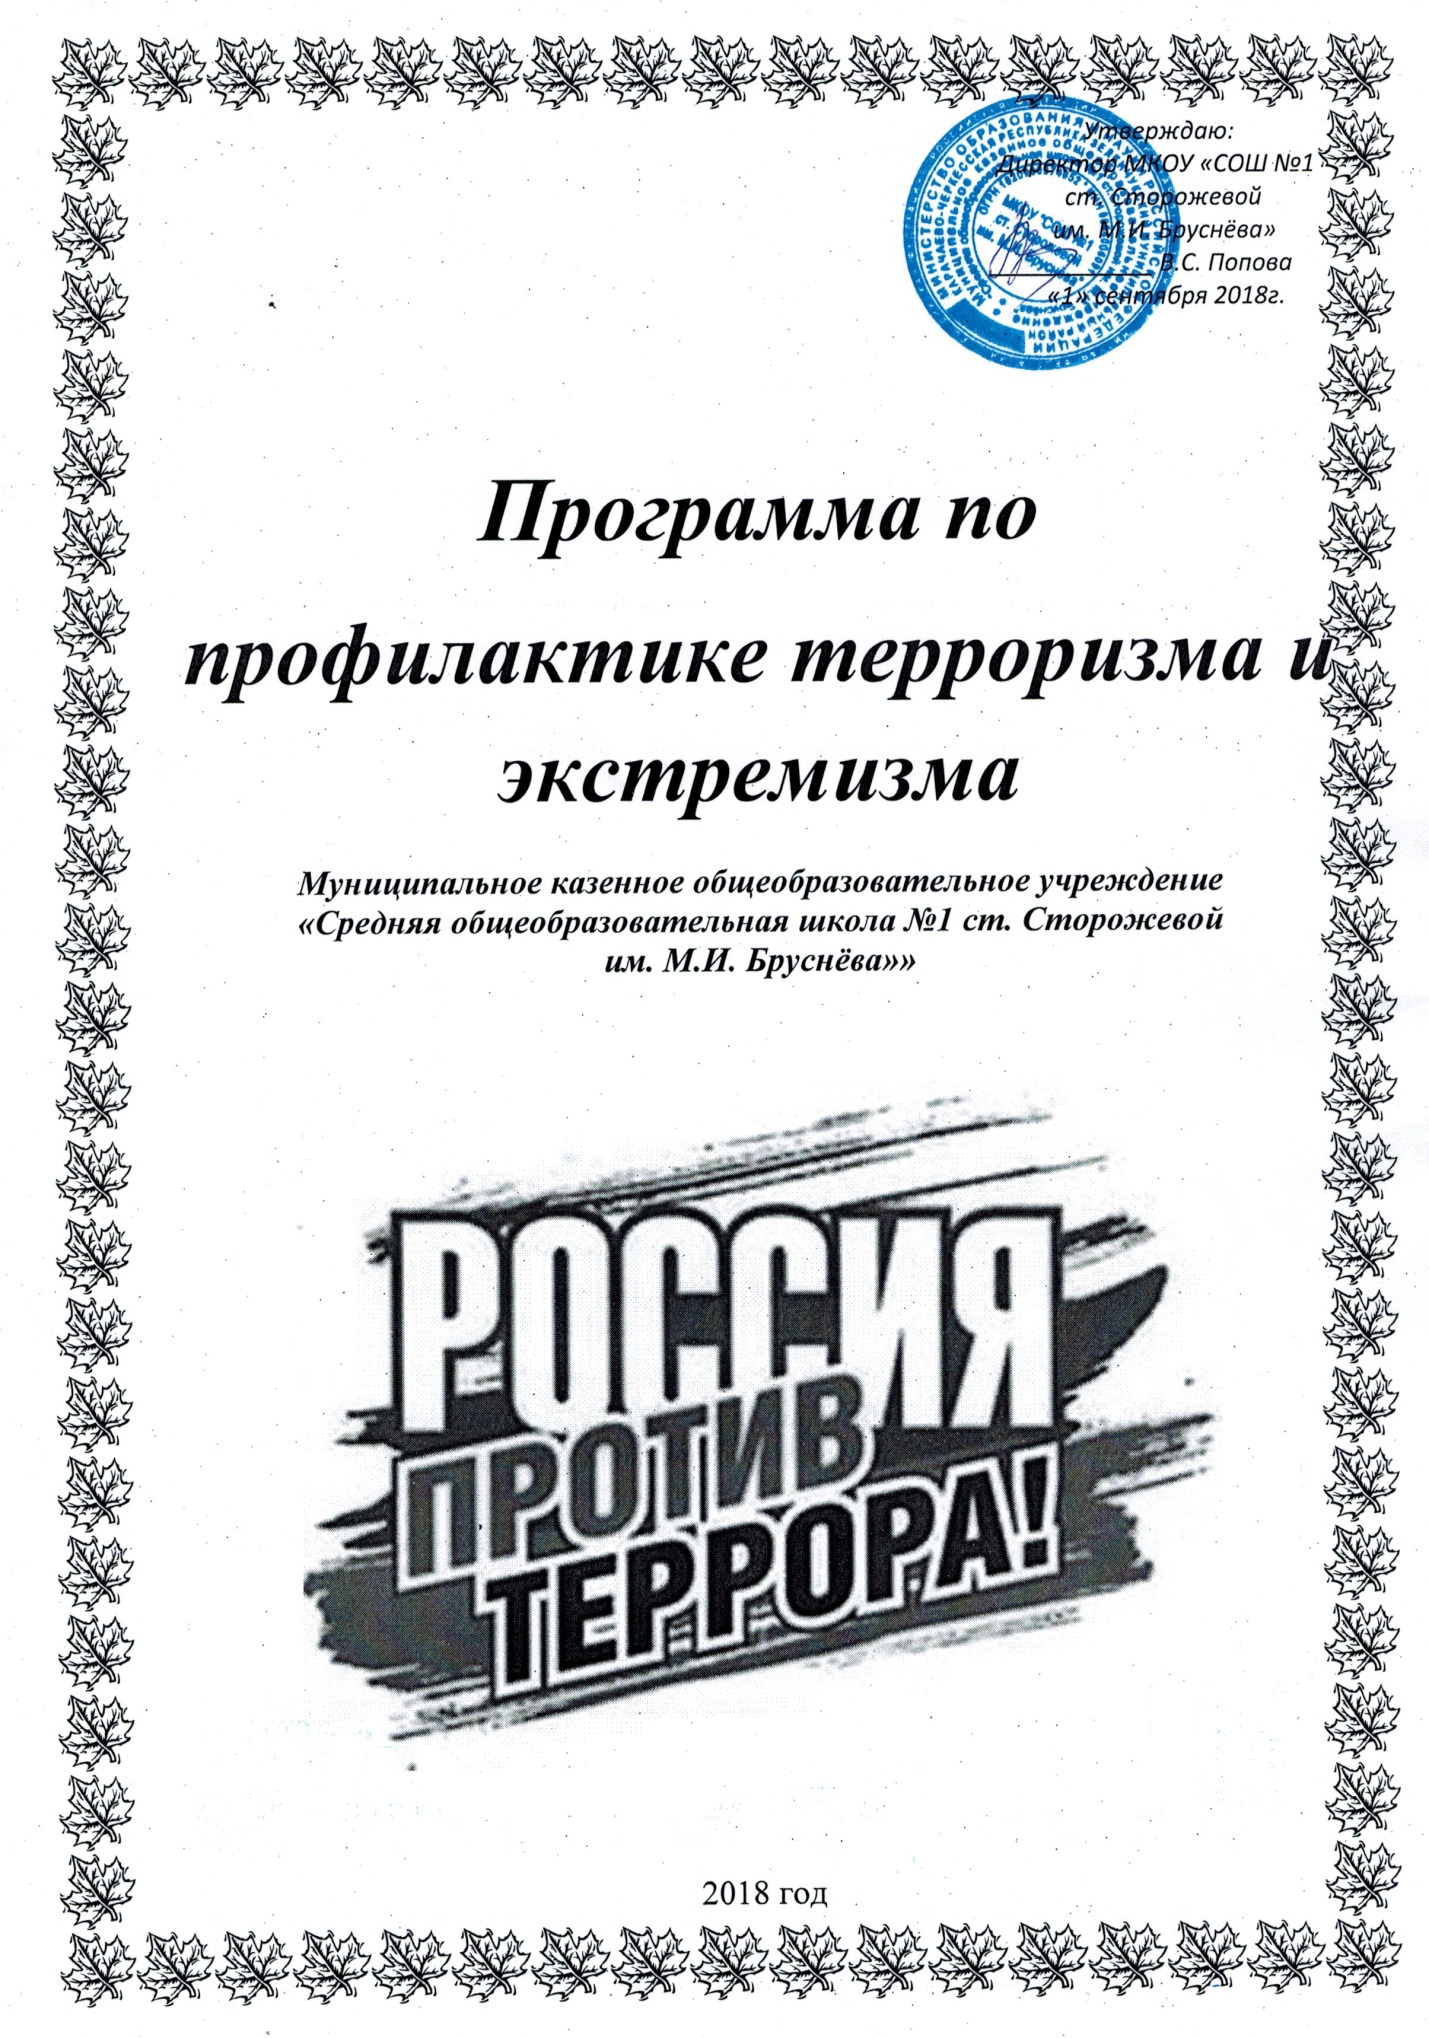 Утверждаю:
Директор МКОУ «СОШ №1
ст. Сторожевой
им. М.И. Бруснёва»
В.С. Попова
«1» сентября 2018г.
Программа по
профилактике терроризма и
экстремизма
Муниципальное казенное общеобразовательное учреждение
«Средняя общеобразовательная школа №1 ст. Сторожевой
им. М.И. Бруснёва»»
РОССИЯ
ПРОТИВ
ТЕРРОРА!
2018 год